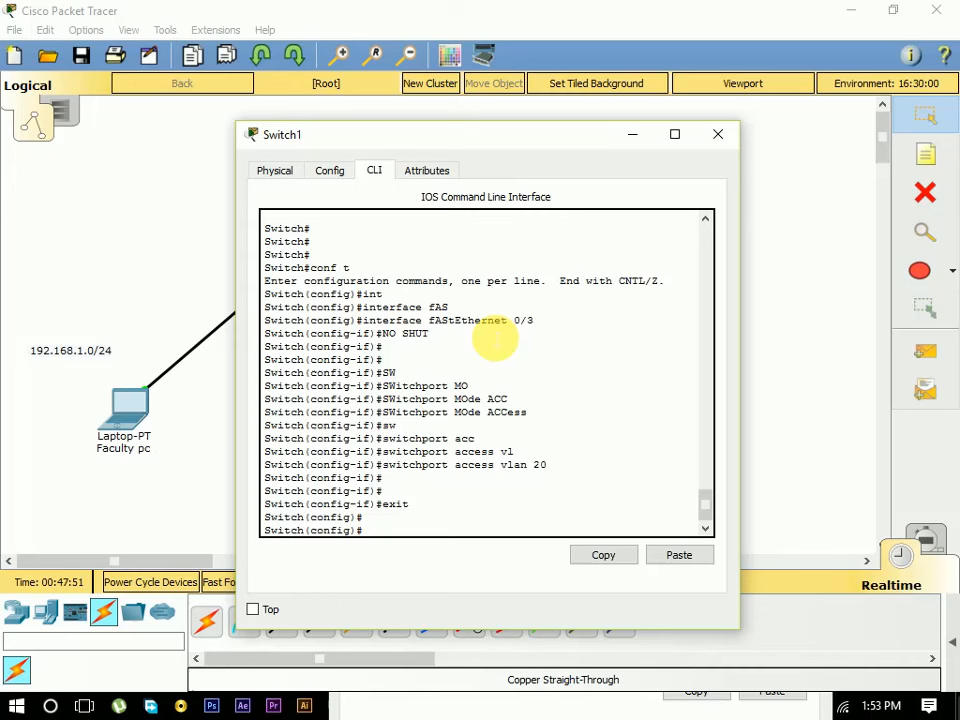 Cisco Packet Tracer
File Edit Options View Tools Extensions Help
Logical Back [Root] New Cluster Move Object Set Tiled Background Viewport Environment: 16:30:00
Switch1
Physical Config CLI Attributes
IOS Command Line Interface
Switch#
Switch#
Switch#
Switch#conf t
Enter configuration commands, one per line.  End with CNTL/Z.
Switch(config)#int
Switch(config)#interface fAS
Switch(config)#interface fAStEthernet 0/3
Switch(config-if)#NO SHUT
Switch(config-if)#
Switch(config-if)#
Switch(config-if)#SW
Switch(config-if)#SWitchport MO
Switch(config-if)#SWitchport MOde ACC
Switch(config-if)#SWitchport MOde ACCess
Switch(config-if)#sw
Switch(config-if)#switchport acc
Switch(config-if)#switchport access vl
Switch(config-if)#switchport access vlan 20
Switch(config-if)#
Switch(config-if)#
Switch(config-if)#exit
Switch(config)#
Switch(config)#
Copy Paste
Top
192.168.1.0/24
Laptop-PT
Faculty pc
Time: 00:47:51 Power Cycle Devices Fast Fo
Realtime
Copper Straight-Through
Copy Paste
Ps Ae Pr Ai
1:53 PM